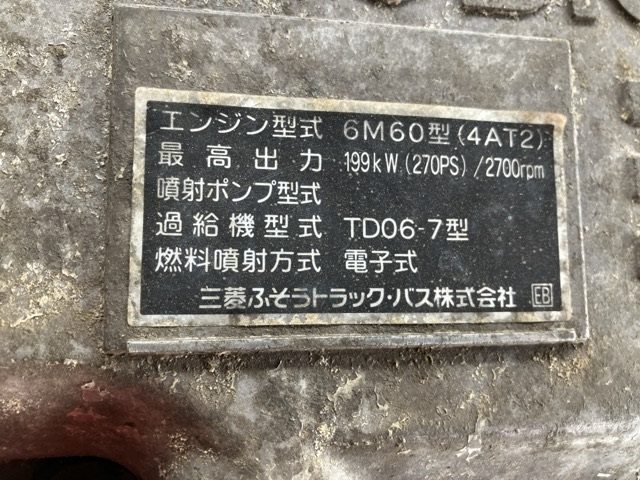 エンジン型式 6M60型(4AT2)
最高出力 199kW(270PS)/2700rpm
噴射ポンプ型式
過給機型式 TD06-7型
燃料噴射方式 電子式
三菱ふそうトラック・バス株式会社 EB